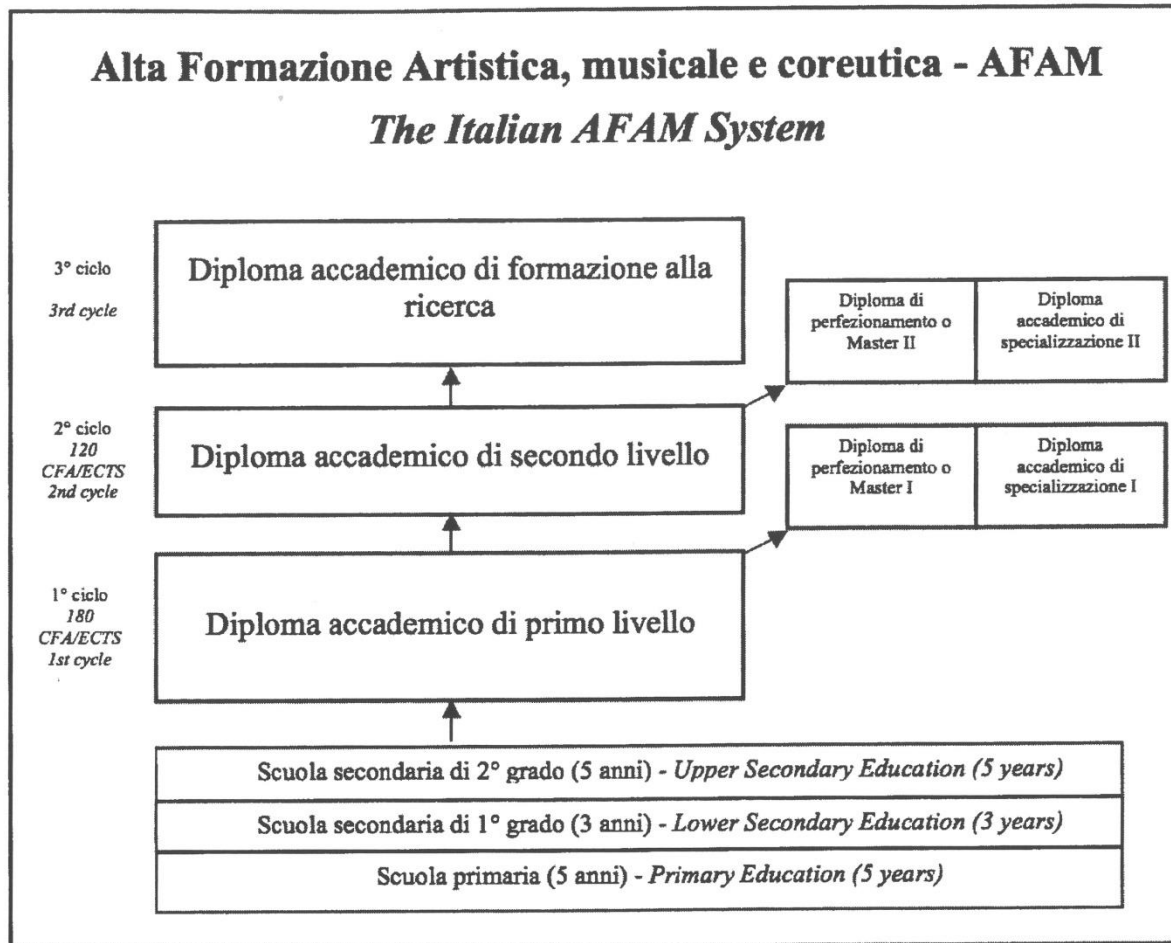 Alta Formazione Artistica, musicale e coreutica - AFAM
The Italian AFAM System
3° ciclo
3rd cycle
Diploma accademico di formazione alla
ricerca
Diploma di
perfezionamento o
Master II
Diploma
accademico di
specializzazione II
2° ciclo
120
CFA/ECTS
2nd cycle
Diploma accademico di secondo livello
Diploma di
perfezionamento o
Master I
Diploma
accademico di
specializzazione I
1° ciclo
180
CFA/ECTS
1st cycle
Diploma accademico di primo livello
Scuola secondaria di 2° grado (5 anni) - Upper Secondary Education (5 years)
Scuola secondaria di 1° grado (3 anni) - Lower Secondary Education (3 years)
Scuola primaria (5 anni) - Primary Education (5 years)